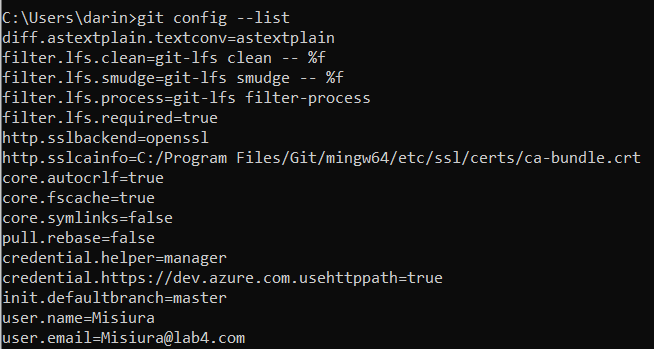 C:\Users\darin>git config --list
diff.astextplain.textconv=astextplain
filter.lfs.clean=git-lfs clean -- %f
filter.lfs.smudge=git-lfs smudge -- %f
filter.lfs.process=git-lfs filter-process
filter.lfs.required=true
http.sslbackend=openssl
http.sslcainfo=C:/Program Files/Git/mingw64/etc/ssl/certs/ca-bundle.crt
core.autocrlf=true
core.fscache=true
core.symlinks=false
pull.rebase=false
credential.helper=manager
credential.https://dev.azure.com.usehttppath=true
init.defaultbranch=master
user.name=Misiura
user.email=Misiura@lab4.com